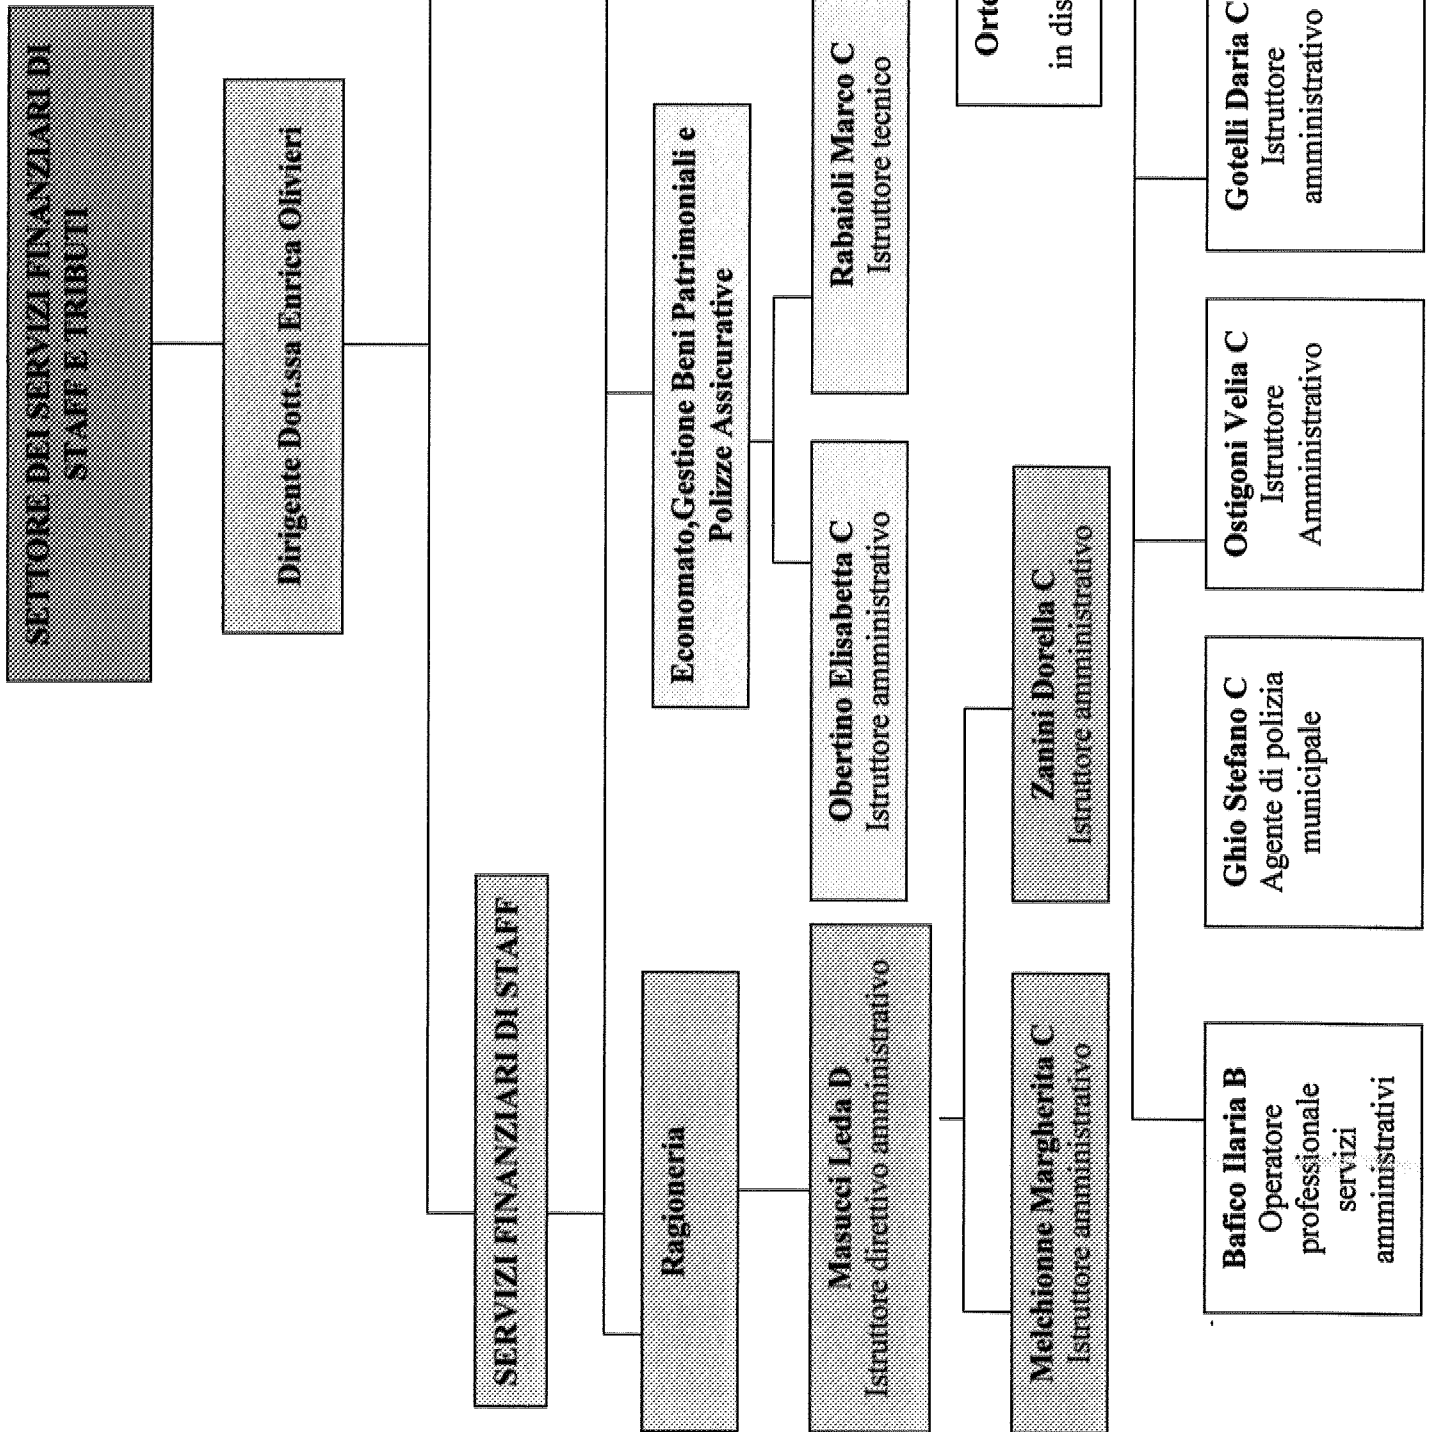 SETTORE DEI SERVIZI FINANZIARI DI
STAFF E TRIBUTI
Dirigente Dott.ssa Enrica Olivieri
SERVIZI FINANZIARI DI STAFF
Ragioneria
Economato,Gestione Beni Patrimoniali e
Polizze Assicurative
Masucci Leda D
Istruttore direttivo amministrativo
Obertino Elisabetta C
Istruttore amministrativo
Rabaioli Marco C
Istruttore tecnico
Orte
in dis
Melchionne Margherita C
Istruttore amministrativo
Zanini Dorella C
Istruttore amministrativo
Bafico Ilaria B
Operatore
professionale
servizi
amministrativi
Ghio Stefano C
Agente di polizia
municipale
Ostigoni Velia C
Istruttore
Amministrativo
Gotelli Daria C
Istruttore
amministrativo